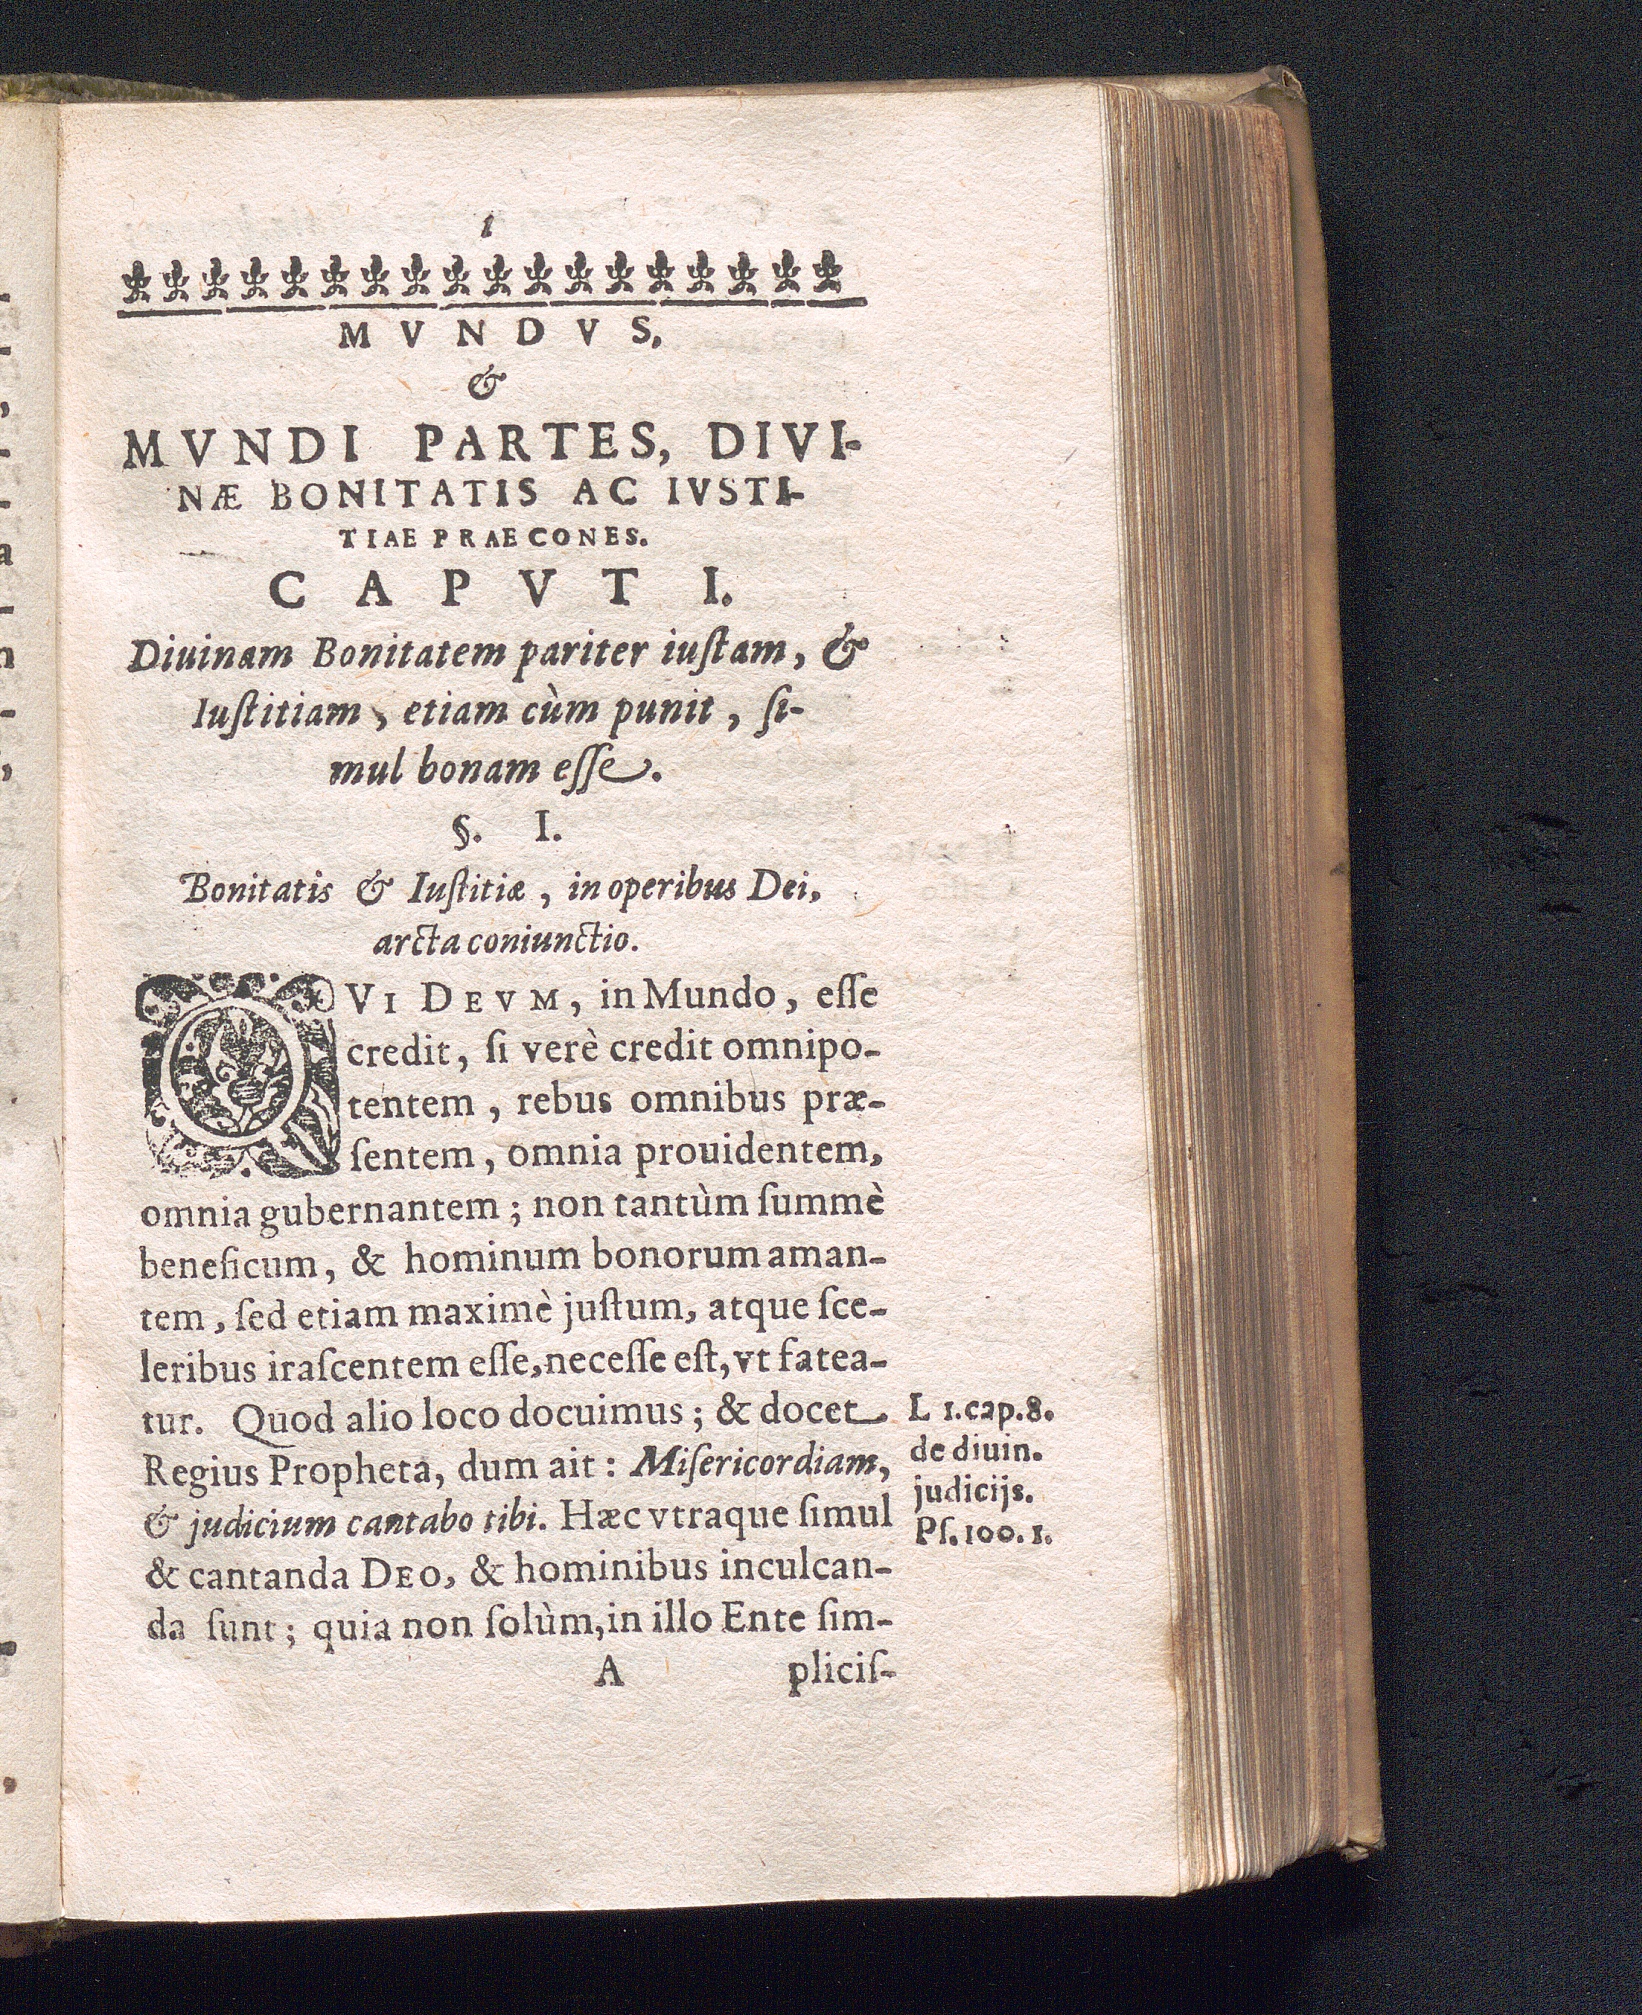 1
MVNDVS,
&
MVNDI PARTES, DIVI-
NÆ BONITATIS AC IVSTI-
TIAE PRAECONES.
CAPVT I.
Diuinam Bonitatem pariter iuſtam, &
Iuſtitiam, etiam cùm punit, ſi-
mul bonam eſſe.
§. I.
Bonitatis & Iuſtitiæ, in operibus Dei,
arcta coniunctio.
QVI DEVM, in Mundo, eſſe
credit, ſi verè credit omnipo-
tentem, rebus omnibus præ-
ſentem, omnia prouidentem,
omnia gubernantem; non tantùm ſummè
beneficum, & hominum bonorum aman-
tem, ſed etiam maximè juſtum, atque ſce-
leribus iraſcentem eſſe, neceſſe eſt, vt fatea-
tur. Quod alio loco docuimus; & docet
Regius Propheta, dum ait: Miſericordiam,
& judicium cantabo tibi. Hæc vtraque ſimul
& cantanda DEO, & hominibus inculcan-
da ſunt; quia non ſolùm, in illo Ente ſim-
A pliciſ-
L 1. cap. 8.
de diuin.
judicijs.
Pſ. 100. 1.